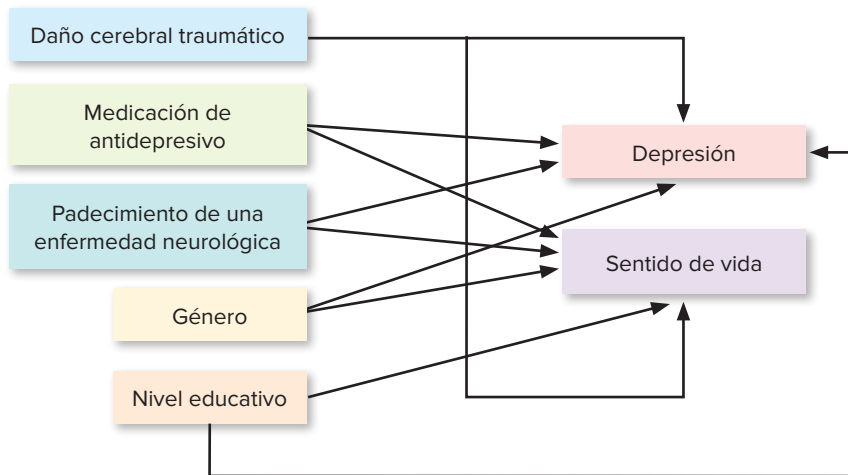 Daño cerebral traumático
Medicación de
antidepresivo
Padecimiento de una
enfermedad neurológica
Género
Nivel educativo
Depresión
Sentido de vida